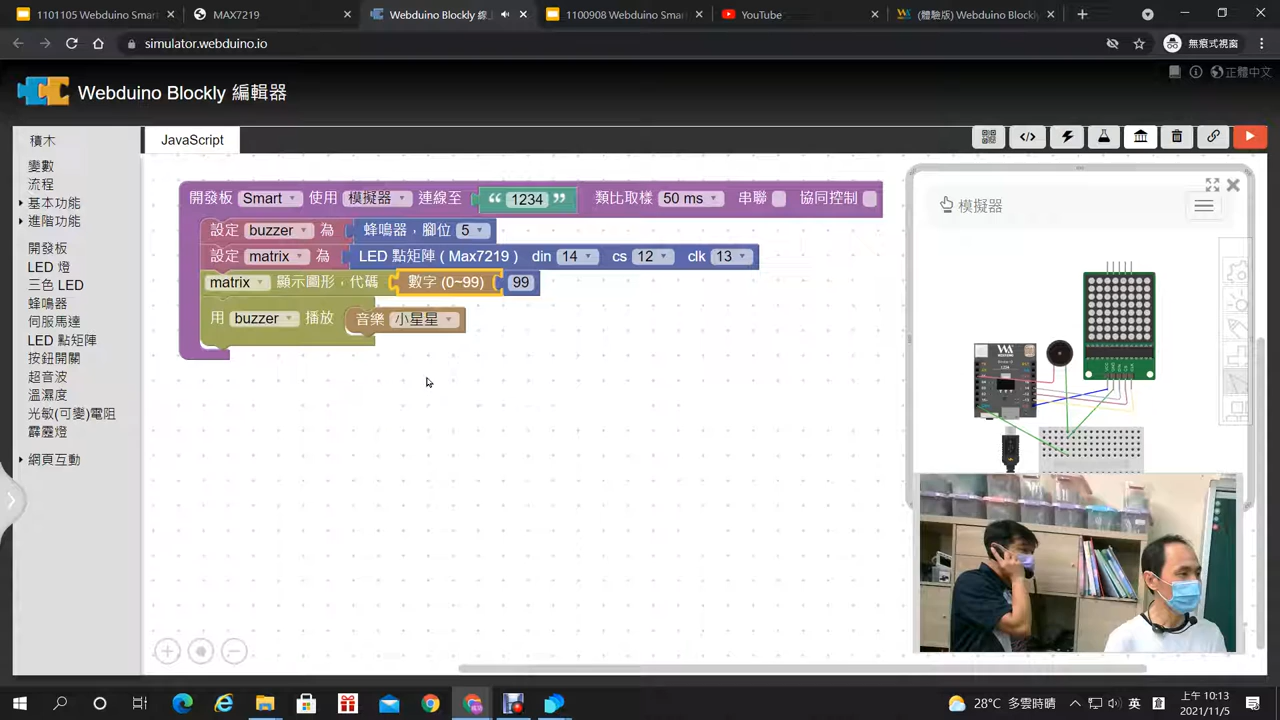 1101105 Webduino Smar
MAX7219
Webduino Blockly 線上
1100908 Webduino Smar
YouTube
(體驗版) Webduino Blockly
simulator.webduino.io
無痕式視窗
Webduino Blockly 編輯器
正體中文
積木
JavaScript
變數
流程
基本功能
進階功能
開發板
LED 燈
三色 LED
蜂鳴器
伺服馬達
LED 點矩陣
按鈕開關
超音波
溫濕度
光敏(可變)電阻
霹靂燈
網頁互動
開發板 Smart 使用 模擬器 連線至 “ 1234 ” 類比取樣 50 ms 串聯 協同控制
設定 buzzer 為 蜂鳴器，腳位 5
設定 matrix 為 LED 點矩陣 ( Max7219 ) din 14 cs 12 clk 13
matrix 顯示圖形，代碼 數字 (0~99) 99
用 buzzer 播放 音樂 小星星
模擬器
28°C 多雲時晴
上午 10:13
2021/11/5